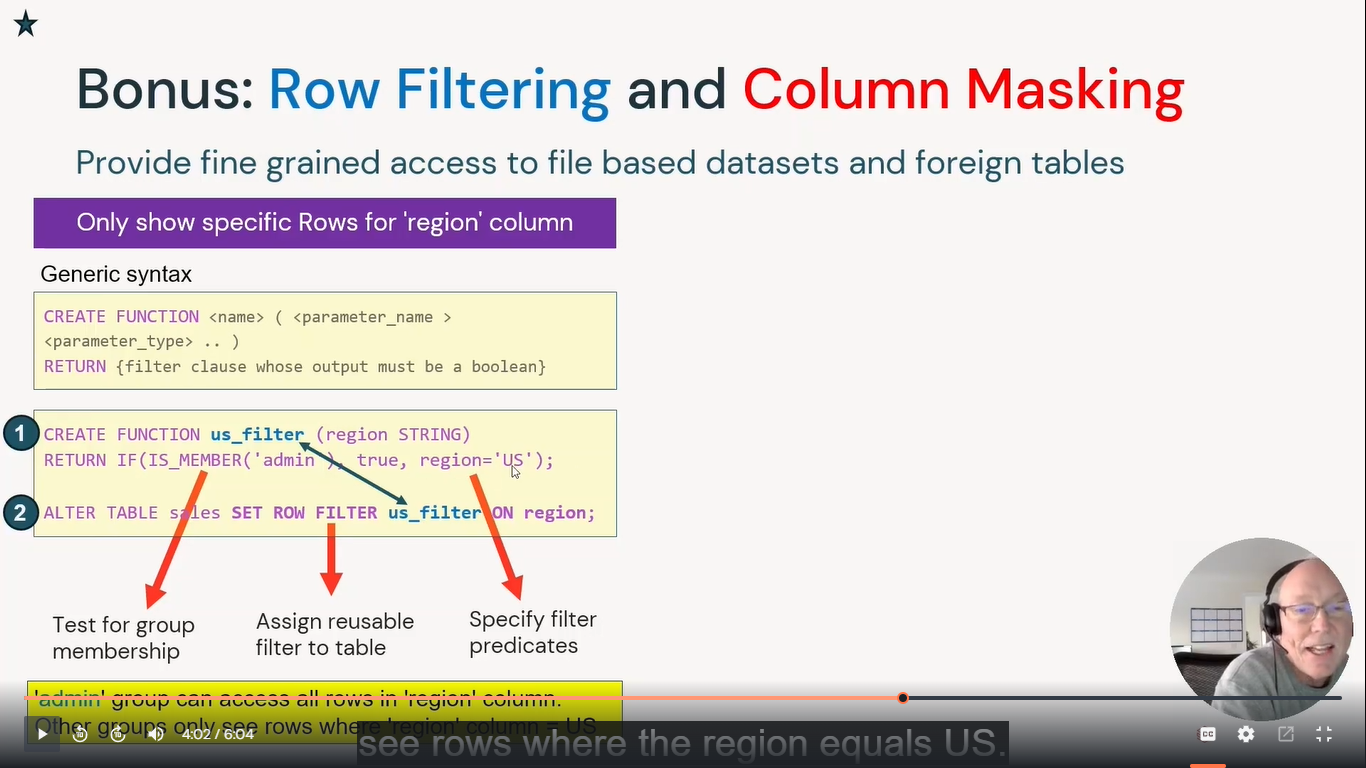 Bonus: Row Filtering and Column Masking
Provide fine grained access to file based datasets and foreign tables
Only show specific Rows for 'region' column
Generic syntax
CREATE FUNCTION <name> ( <parameter_name >
<parameter_type> .. )
RETURN {filter clause whose output must be a boolean}
1
CREATE FUNCTION us_filter (region STRING)
RETURN IF(IS_MEMBER('admin'), true, region='US');
2
ALTER TABLE sales SET ROW FILTER us_filter ON region;
Test for group
membership
Assign reusable
filter to table
Specify filter
predicates
'admin' group can access all rows in 'region' column.
Other groups only see rows where 'region' column = US
10
10
4:02 / 6:04
see rows where the region equals US.
CC